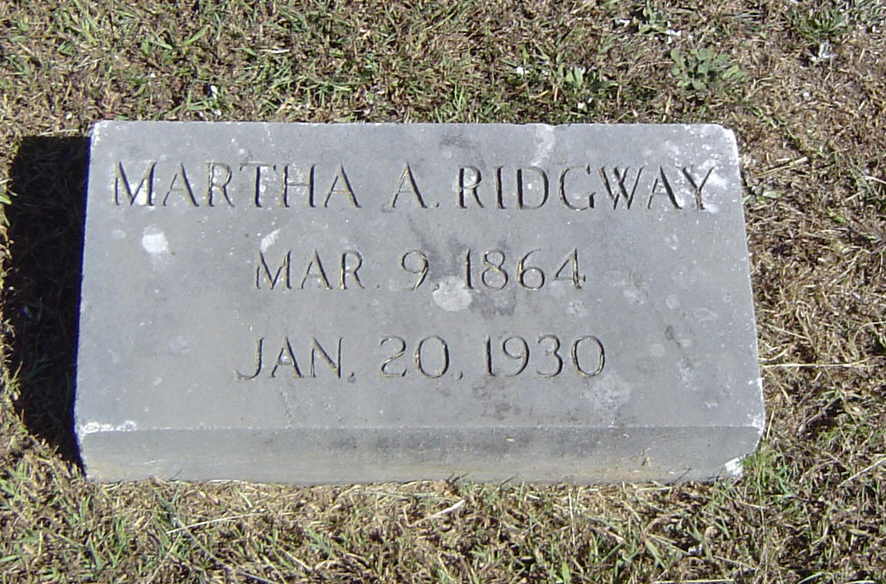 MARTHA A. RIDGWAY
MAR. 9, 1864
JAN. 20, 1930